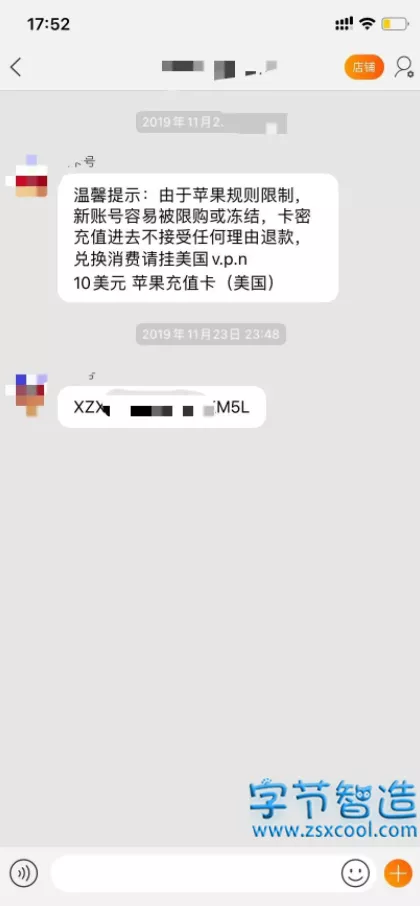 17:52
店铺
2019年11月2
号
温馨提示：由于苹果规则限制，
新账号容易被限购或冻结，卡密
充值进去不接受任何理由退款，
兑换消费请挂美国v.p.n
10美元 苹果充值卡（美国）
2019年11月23日 23:48
XZX
M5L
字节智造
www.zsxcool.com